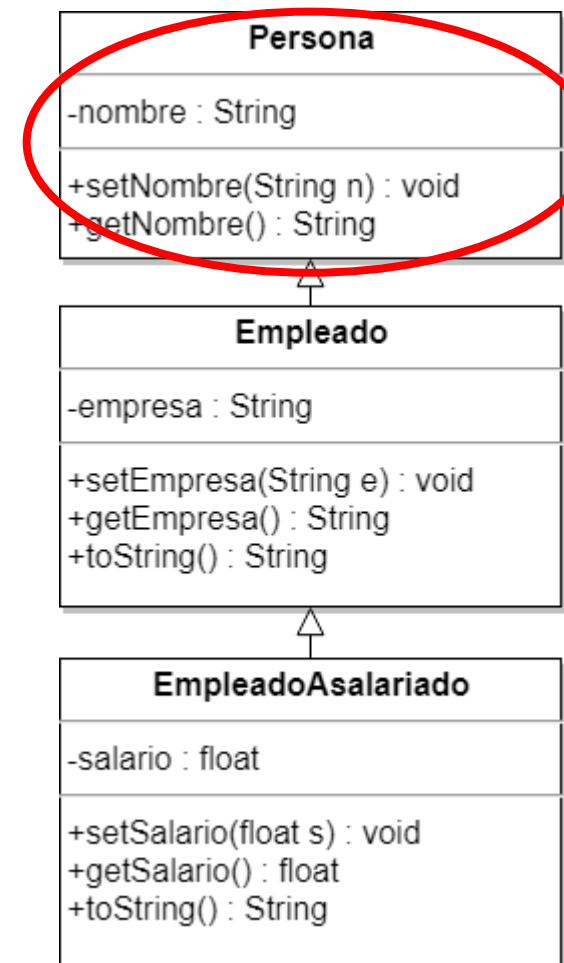 Persona
-nombre : String
+setNombre(String n) : void
+getNombre() : String
Empleado
-empresa : String
+setEmpresa(String e) : void
+getEmpresa() : String
+toString() : String
EmpleadoAsalariado
-salario : float
+setSalario(float s) : void
+getSalario() : float
+toString() : String